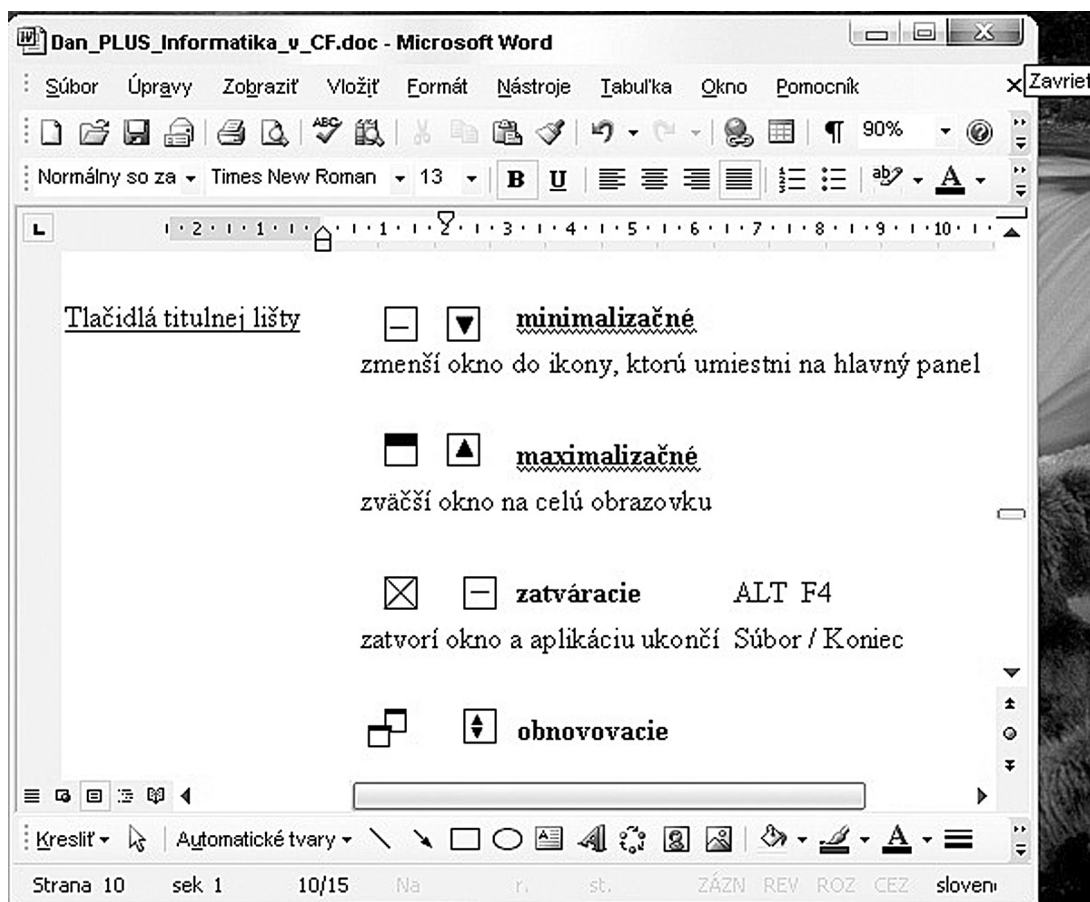 Dan_PLUS_Informatika_v_CF.doc - Microsoft Word
Súbor Úpravy Zobraziť Vložiť Formát Nástroje Tabuľka Okno Pomocník
Zavrieť
ABC 90%
Normálny so za Times New Roman 13 B U ab A
2 1 1 2 3 4 5 6 7 8 9 10
Tlačidlá titulnej lišty minimalizačné
zmenší okno do ikony, ktorú umiestni na hlavný panel
maximalizačné
zväčší okno na celú obrazovku
zatváracie ALT F4
zatvorí okno a aplikáciu ukončí Súbor / Koniec
obnovovacie
Kresliť Automatické tvary A
Strana 10 sek 1 10/15 Na r. st. ZÁZN REV ROZ CEZ sloven